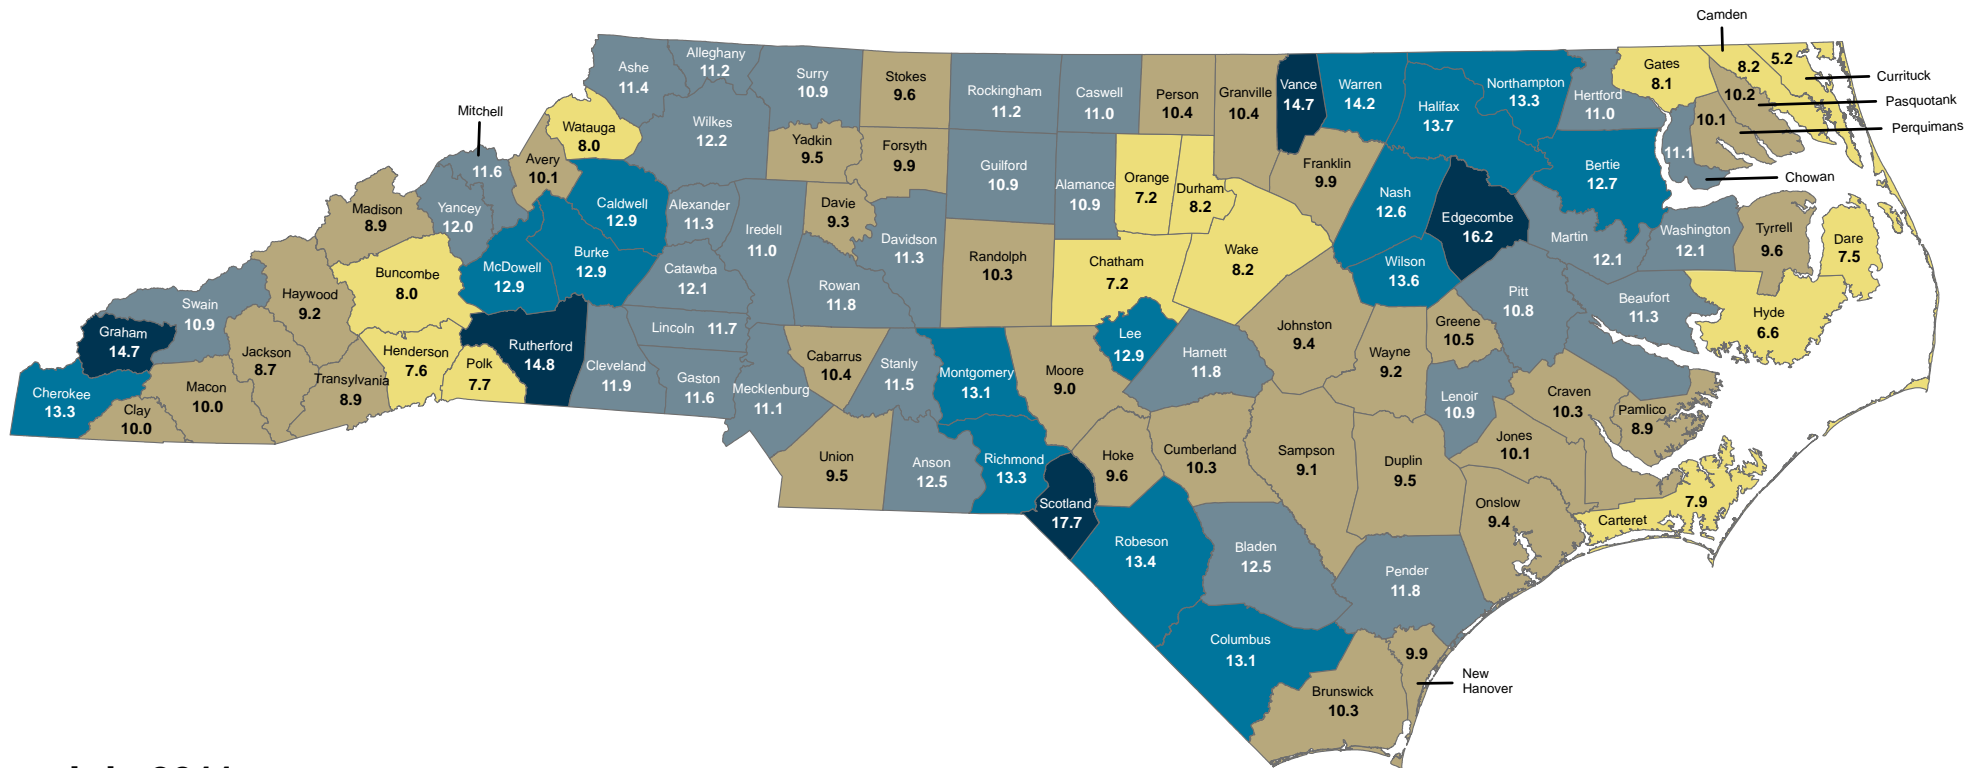 Camden
Alleghany
11.2
Ashe
11.4
Surry
10.9
Stokes
9.6
Rockingham
11.2
Caswell
11.0
Person
10.4
Granville
10.4
Vance
14.7
Warren
14.2
Halifax
13.7
Northampton
13.3
Hertford
11.0
Gates
8.1
8.2
5.2
Currituck
10.2
Pasquotank
10.1
Perquimans
11.1
Chowan
Mitchell
11.6
Watauga
8.0
Wilkes
12.2
Yadkin
9.5
Forsyth
9.9
Guilford
10.9
Alamance
10.9
Orange
7.2
Durham
8.2
Franklin
9.9
Nash
12.6
Edgecombe
16.2
Bertie
12.7
Avery
10.1
Madison
8.9
Yancey
12.0
Caldwell
12.9
Alexander
11.3
Iredell
11.0
Davie
9.3
Davidson
11.3
Randolph
10.3
Chatham
7.2
Wake
8.2
Wilson
13.6
Martin
12.1
Washington
12.1
Tyrrell
9.6
Dare
7.5
Buncombe
8.0
McDowell
12.9
Burke
12.9
Catawba
12.1
Rowan
11.8
Swain
10.9
Haywood
9.2
Graham
14.7
Jackson
8.7
Henderson
7.6
Polk
7.7
Rutherford
14.8
Cleveland
11.9
Lincoln 11.7
Gaston
11.6
Mecklenburg
11.1
Cabarrus
10.4
Stanly
11.5
Montgomery
13.1
Moore
9.0
Lee
12.9
Harnett
11.8
Johnston
9.4
Wayne
9.2
Greene
10.5
Pitt
10.8
Beaufort
11.3
Hyde
6.6
Cherokee
13.3
Clay
10.0
Macon
10.0
Transylvania
8.9
Lenoir
10.9
Craven
10.3
Pamlico
8.9
Jones
10.1
Union
9.5
Anson
12.5
Richmond
13.3
Scotland
17.7
Hoke
9.6
Cumberland
10.3
Sampson
9.1
Duplin
9.5
Onslow
9.4
Carteret
7.9
Robeson
13.4
Bladen
12.5
Pender
11.8
Columbus
13.1
Brunswick
10.3
9.9
New
Hanover